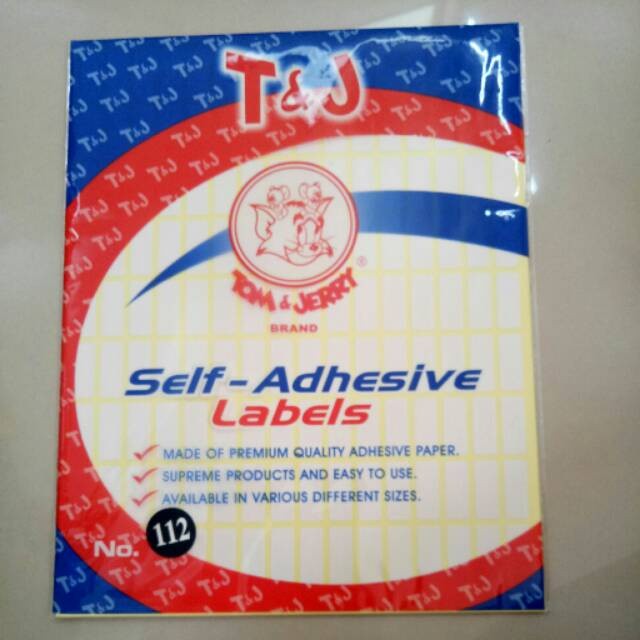 T&J
TOM & JERRY®
BRAND
Self-Adhesive
Labels
MADE OF PREMIUM QUALITY ADHESIVE PAPER.
SUPREME PRODUCTS AND EASY TO USE.
AVAILABLE IN VARIOUS DIFFERENT SIZES.
No. 112